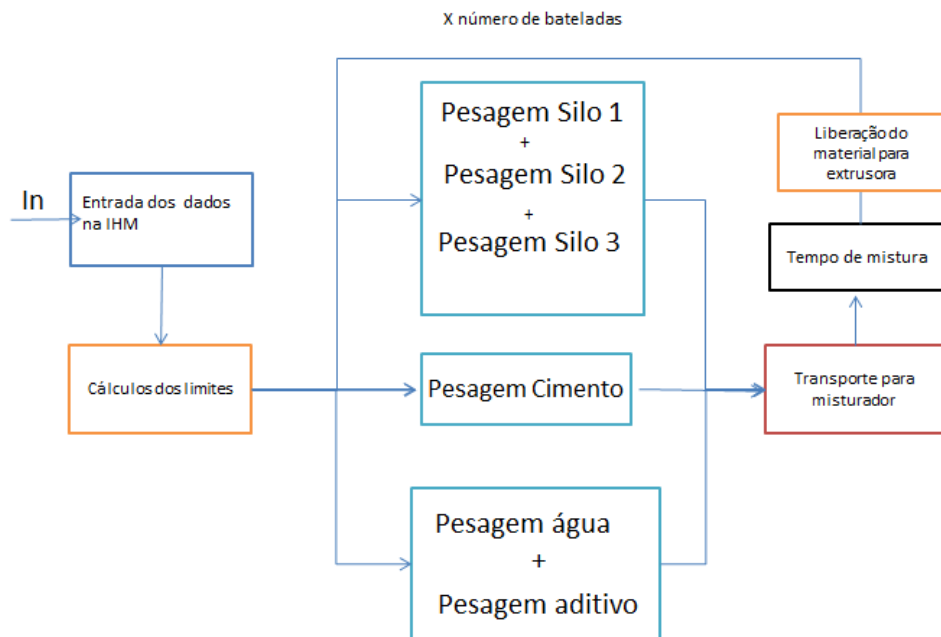 X número de bateladas
In
Entrada dos dados
na IHM
Cálculos dos limites
Pesagem Silo 1
+
Pesagem Silo 2
+
Pesagem Silo 3
Pesagem Cimento
Pesagem água
+
Pesagem aditivo
Liberação do
material para
extrusora
Tempo de mistura
Transporte para
misturador